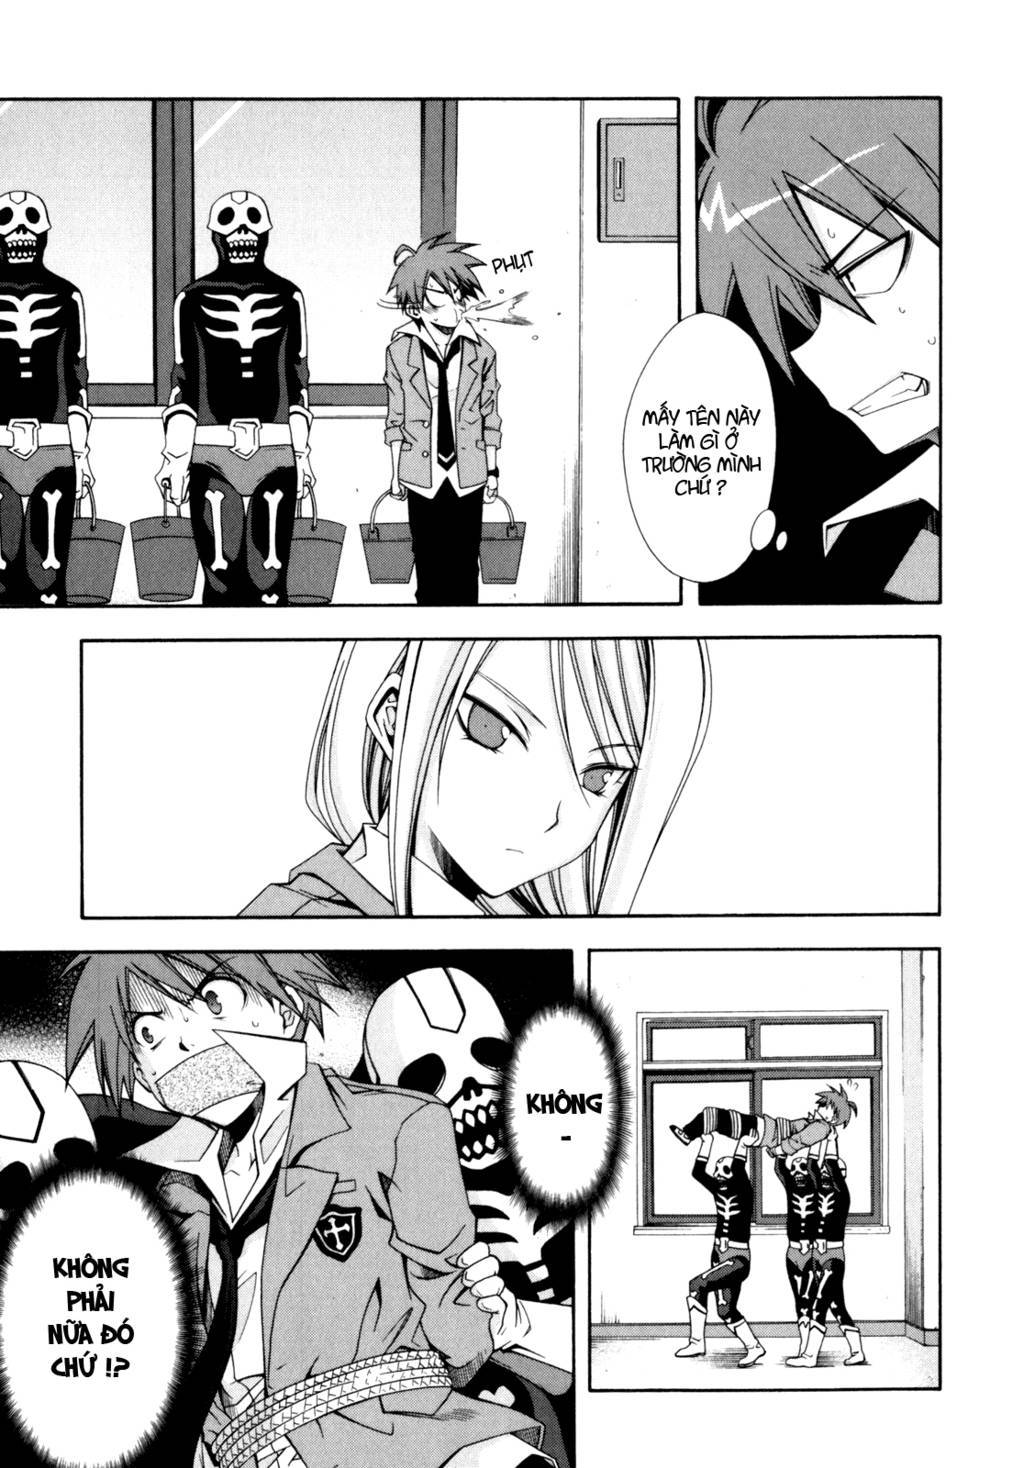 MẤY TÊN NÀY
LÀM GÌ Ở
TRƯỜNG MÌNH
CHỨ ?
PHỤT
KHÔNG
-
KHÔNG
PHẢI
NỮA ĐÓ
CHỨ !?
??